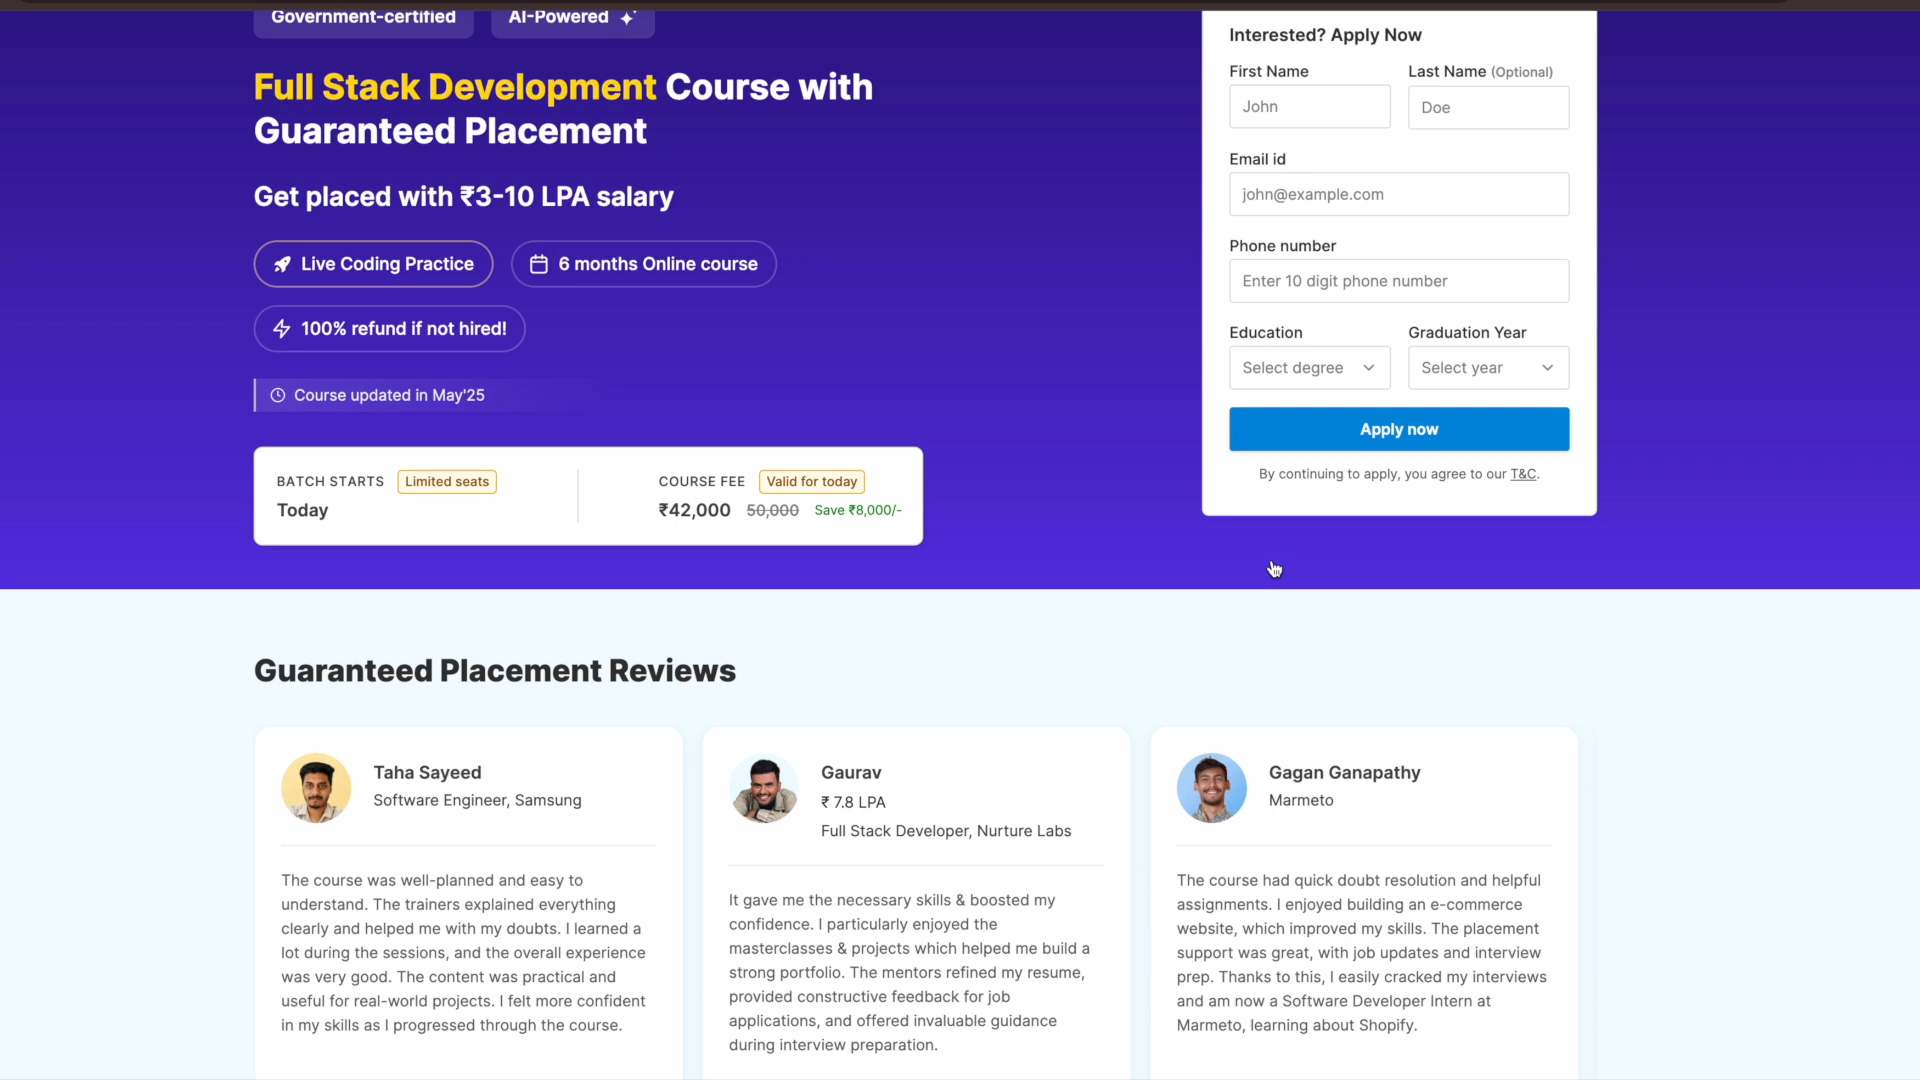 Government-certified
AI-Powered
Full Stack Development Course with
Guaranteed Placement
Get placed with ₹3-10 LPA salary
Live Coding Practice
6 months Online course
100% refund if not hired!
Course updated in May'25
BATCH STARTS Limited seats
Today
COURSE FEE Valid for today
₹42,000 50,000 Save ₹8,000/-
Interested? Apply Now
First Name
John
Last Name (Optional)
Doe
Email id
john@example.com
Phone number
Enter 10 digit phone number
Education
Select degree
Graduation Year
Select year
Apply now
By continuing to apply, you agree to our T&C.
Guaranteed Placement Reviews
Taha Sayeed
Software Engineer, Samsung
The course was well-planned and easy to
understand. The trainers explained everything
clearly and helped me with my doubts. I learned a
lot during the sessions, and the overall experience
was very good. The content was practical and
useful for real-world projects. I felt more confident
in my skills as I progressed through the course.
Gaurav
₹ 7.8 LPA
Full Stack Developer, Nurture Labs
It gave me the necessary skills & boosted my
confidence. I particularly enjoyed the
masterclasses & projects which helped me build a
strong portfolio. The mentors refined my resume,
provided constructive feedback for job
applications, and offered invaluable guidance
during interview preparation.
Gagan Ganapathy
Marmeto
The course had quick doubt resolution and helpful
assignments. I enjoyed building an e-commerce
website, which improved my skills. The placement
support was great, with job updates and interview
prep. Thanks to this, I easily cracked my interviews
and am now a Software Developer Intern at
Marmeto, learning about Shopify.